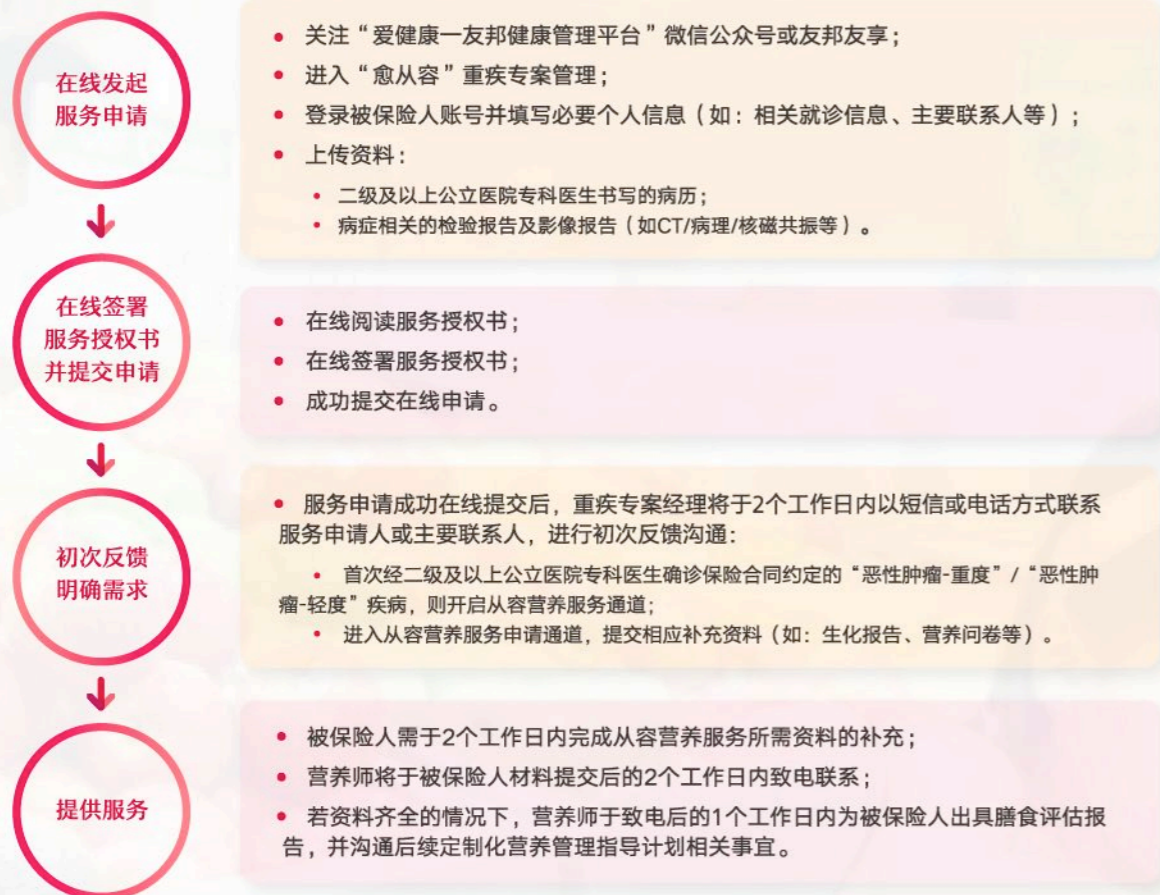 在线发起
服务申请
关注“爱健康一友邦健康管理平台”微信公众号或友邦友享；
进入“愈从容”重疾专案管理；
登录被保险人账号并填写必要个人信息（如：相关就诊信息、主要联系人等）；
上传资料：
二级及以上公立医院专科医生书写的病历；
病症相关的检验报告及影像报告（如CT/病理/核磁共振等）。
在线签署
服务授权书
并提交申请
在线阅读服务授权书；
在线签署服务授权书；
成功提交在线申请。
初次反馈
明确需求
服务申请成功在线提交后，重疾专案经理将于2个工作日内以短信或电话方式联系
服务申请人或主要联系人，进行初次反馈沟通：
首次经二级及以上公立医院专科医生确诊保险合同约定的“恶性肿瘤-重度”/“恶性肿
瘤-轻度”疾病，则开启从容营养服务通道；
进入从容营养服务申请通道，提交相应补充资料（如：生化报告、营养问卷等）。
提供服务
被保险人需于2个工作日内完成从容营养服务所需资料的补充；
营养师将于被保险人材料提交后的2个工作日内致电联系；
若资料齐全的情况下，营养师于致电后的1个工作日内为被保险人出具膳食评估报
告，并沟通后续定制化营养管理指导计划相关事宜。